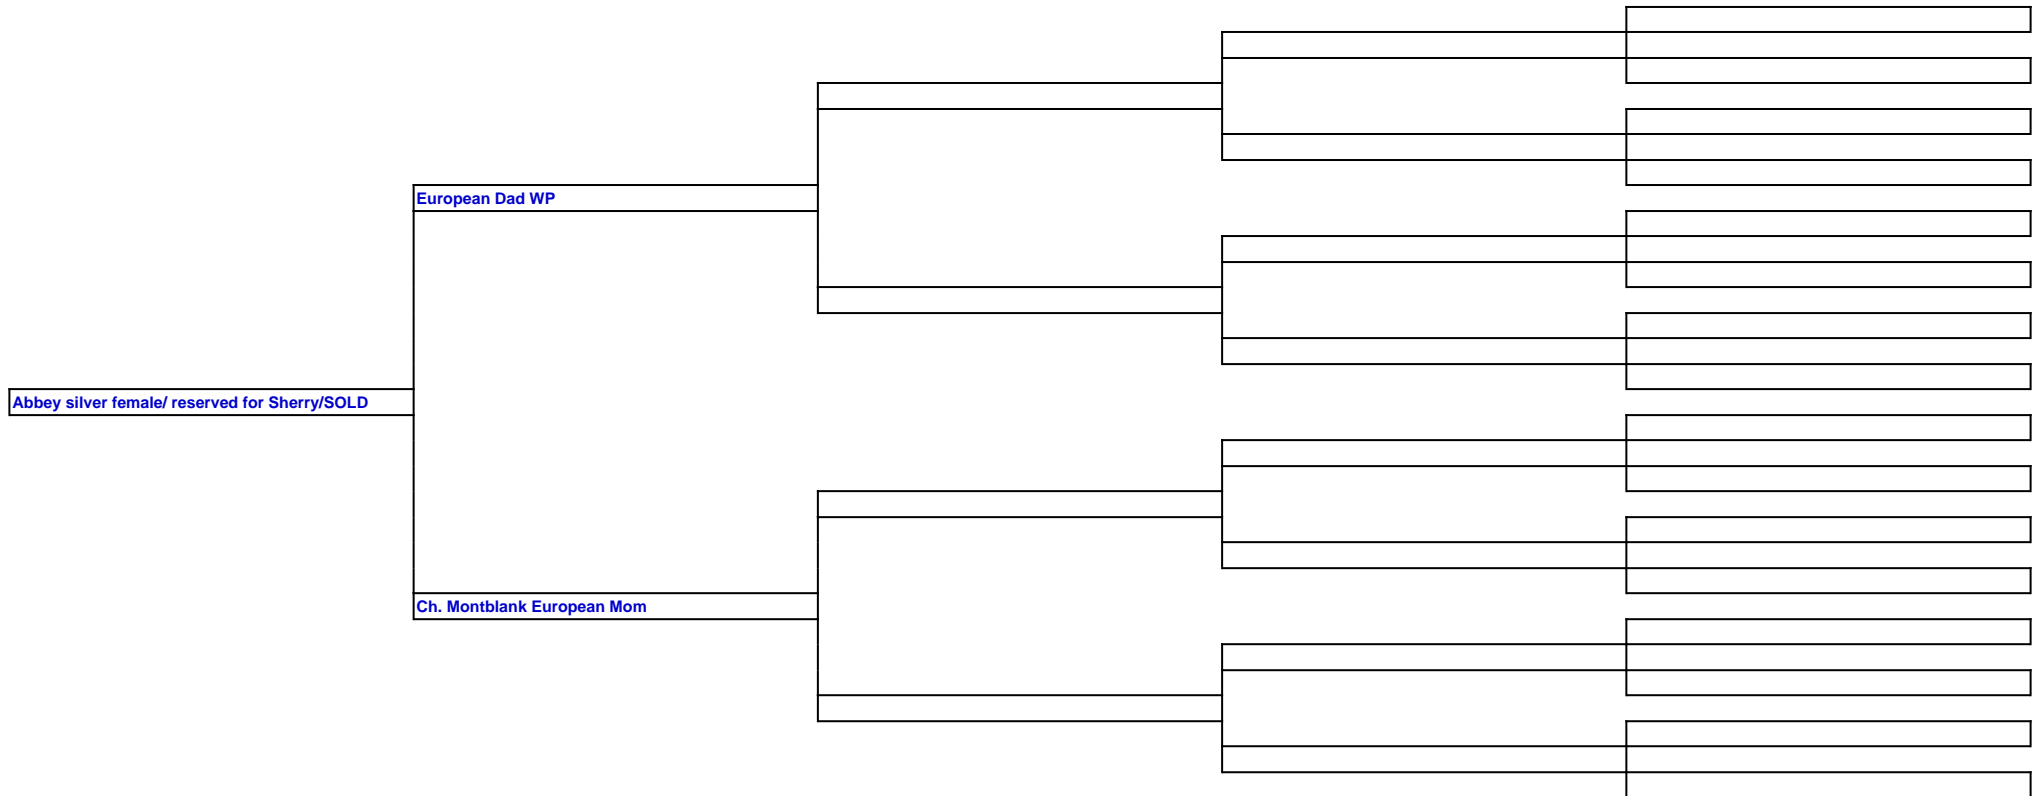 European Dad WP
Abbey silver female/ reserved for Sherry/SOLD
Ch. Montblank European Mom